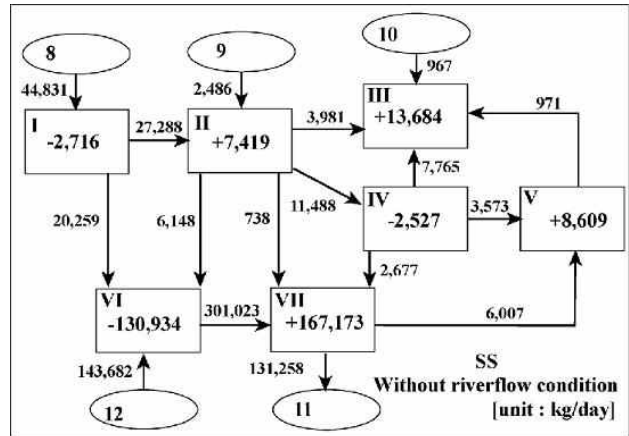 8
9
10
44,831
2,486
967
I
-2,716
27,288
II
+7,419
3,981
III
+13,684
971
7,765
20,259
6,148
738
11,488
IV
-2,527
3,573
V
+8,609
2,677
VI
-130,934
301,023
VII
+167,173
6,007
143,682
131,258
12
11
SS
Without riverflow condition
[unit : kg/day]